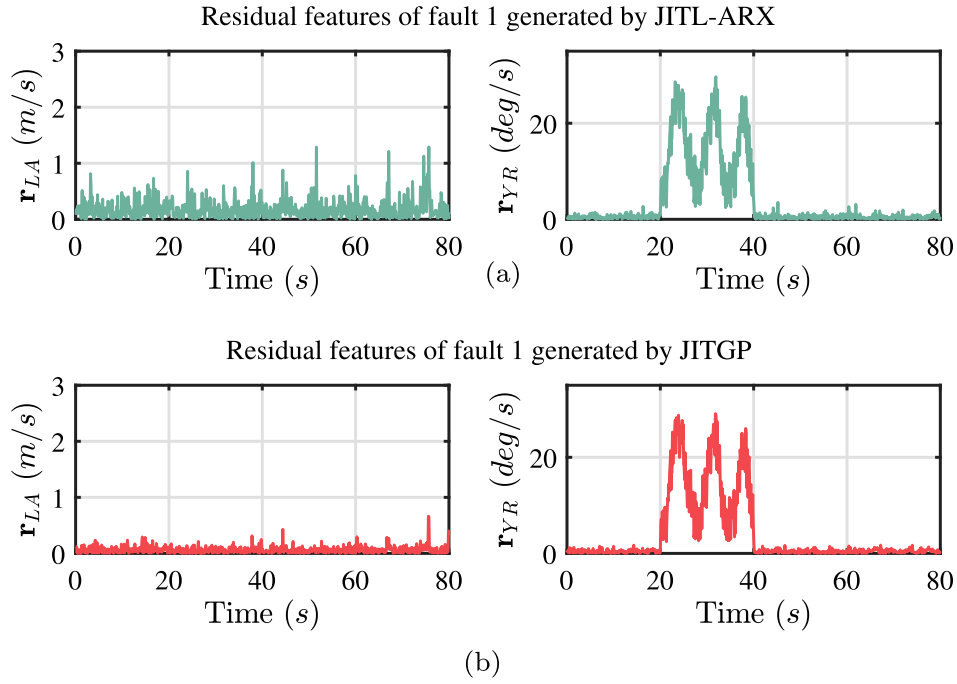 Residual features of fault 1 generated by JITL-ARX
3
2
1
0
r_LA (m/s)
0 20 40 60 80
Time (s)
20
0
r_YR (deg/s)
0 20 40 60 80
Time (s)
(a)
Residual features of fault 1 generated by JITGP
3
2
1
0
r_LA (m/s)
0 20 40 60 80
Time (s)
20
0
r_YR (deg/s)
0 20 40 60 80
Time (s)
(b)